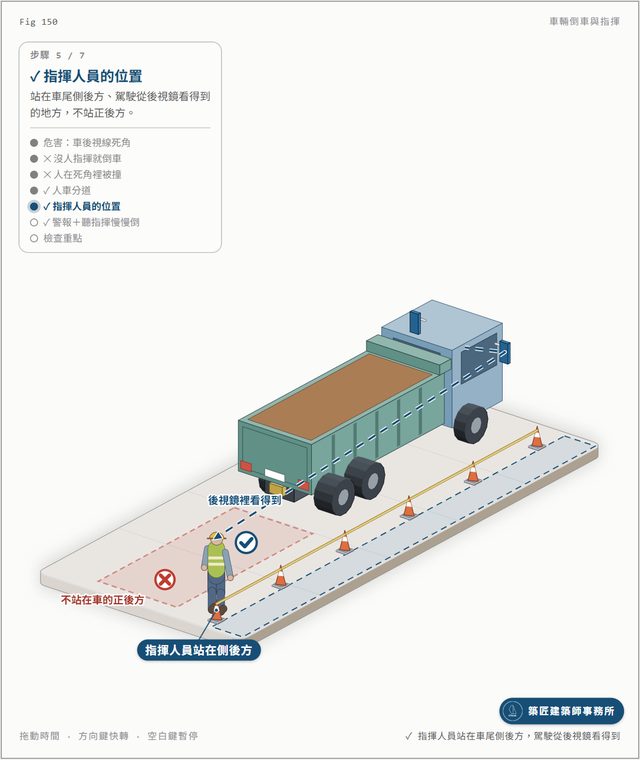 Fig 150
車輛倒車與指揮
步驟 5 / 7
✓ 指揮人員的位置
站在車尾側後方、駕駛從後視鏡看得到
的地方，不站正後方。
危害：車後視線死角
✕ 沒人指揮就倒車
✕ 人在死角裡被撞
✓ 人車分道
✓ 指揮人員的位置
✓ 警報＋聽指揮慢慢倒
檢查重點
後視鏡裡看得到
不站在車的正後方
指揮人員站在側後方
築匠建築師事務所
拖動時間 · 方向鍵快轉 · 空白鍵暫停
✓ 指揮人員站在車尾側後方，駕駛從後視鏡看得到